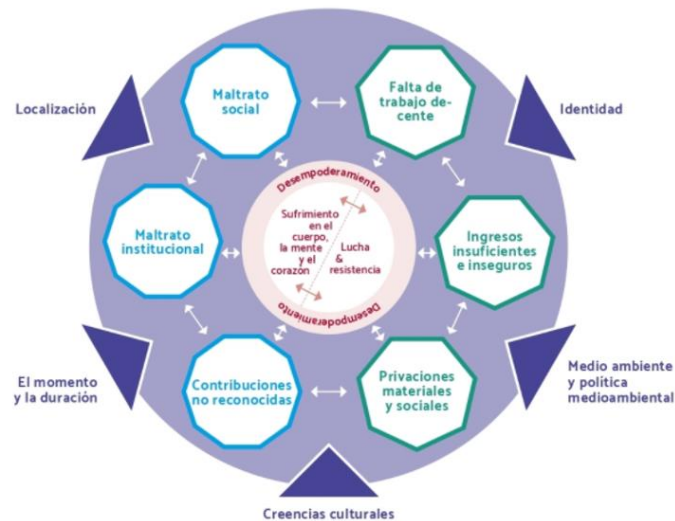 Maltrato
social
Falta de
trabajo de-
cente
Localización
Identidad
Desempoderamiento
Sufrimiento
en el
cuerpo,
la mente
y el
corazón
Lucha
&
resistencia
Desempoderamiento
Maltrato
institucional
Ingresos
insuficientes
e inseguros
Contribuciones
no reconocidas
Privaciones
materiales
y sociales
El momento
y la duración
Medio ambiente
y política
medioambiental
Creencias culturales